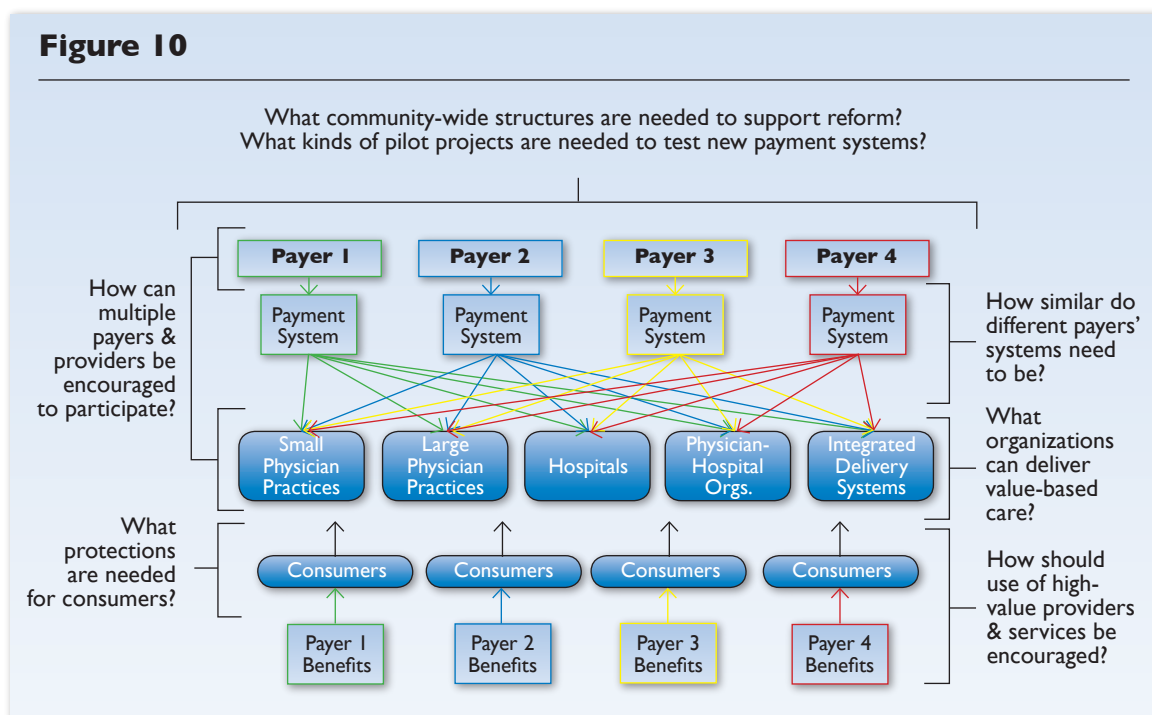 Figure 10
What community-wide structures are needed to support reform?
What kinds of pilot projects are needed to test new payment systems?
Payer 1
Payer 2
Payer 3
Payer 4
How can
multiple
payers &
providers be
encouraged
to participate?
Payment
System
Payment
System
Payment
System
Payment
System
How similar do
different payers’
systems need
to be?
Small
Physician
Practices
Large
Physician
Practices
Hospitals
Physician-
Hospital
Orgs.
Integrated
Delivery
Systems
What
organizations
can deliver
value-based
care?
What
protections
are needed
for consumers?
Consumers
Consumers
Consumers
Consumers
How should
use of high-
value providers
& services be
encouraged?
Payer 1
Benefits
Payer 2
Benefits
Payer 3
Benefits
Payer 4
Benefits